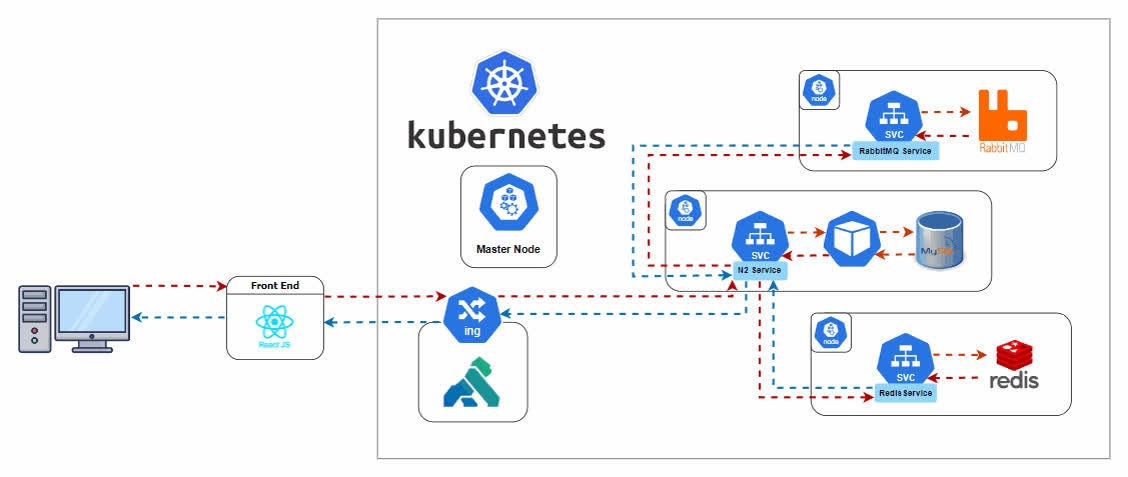 kubernetes
Master Node
Front End
React JS
ing
node
SVC
RabbitMQ Service
RabbitMQ
node
SVC
N2 Service
MySQL
node
SVC
Redis Service
redis